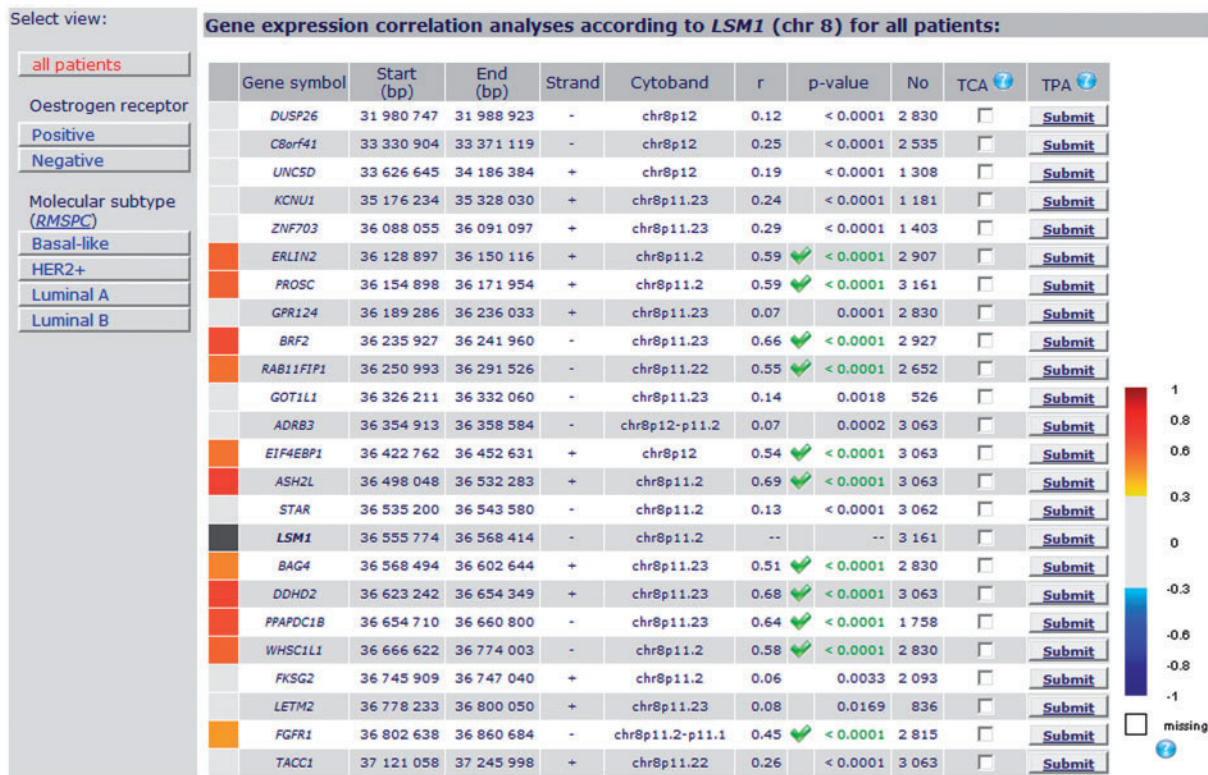 Select view:
all patients
Oestrogen receptor
Positive
Negative
Molecular subtype
(RMSPC)
Basal-like
HER2+
Luminal A
Luminal B
Gene expression correlation analyses according to LSM1 (chr 8) for all patients:
Gene symbol Start (bp) End (bp) Strand Cytoband r p-value No TCA ? TPA ?
DUSP26 31 980 747 31 988 923 - chr8p12 0.12 < 0.0001 2 830 Submit
C8orf41 33 330 904 33 371 119 - chr8p12 0.25 < 0.0001 2 535 Submit
UNC5D 33 626 645 34 186 384 + chr8p12 0.19 < 0.0001 1 308 Submit
KCNU1 35 176 234 35 328 030 + chr8p11.23 0.24 < 0.0001 1 181 Submit
ZNF703 36 088 055 36 091 097 + chr8p11.23 0.29 < 0.0001 1 403 Submit
ERLIN2 36 128 897 36 150 116 + chr8p11.2 0.59 < 0.0001 2 907 Submit
PROSC 36 154 898 36 171 954 + chr8p11.2 0.59 < 0.0001 3 161 Submit
GPR124 36 189 286 36 236 033 + chr8p11.23 0.07 0.0001 2 830 Submit
BRF2 36 235 927 36 241 960 - chr8p11.23 0.66 < 0.0001 2 927 Submit
RAB11FIP1 36 250 993 36 291 526 - chr8p11.22 0.55 < 0.0001 2 652 Submit
GOT1L1 36 326 211 36 332 060 - chr8p11.23 0.14 0.0018 526 Submit
ADRB3 36 354 913 36 358 584 - chr8p12-p11.2 0.07 0.0002 3 063 Submit
EIF4EBP1 36 422 762 36 452 631 + chr8p12 0.54 < 0.0001 3 063 Submit
ASH2L 36 498 048 36 532 283 + chr8p11.2 0.69 < 0.0001 3 063 Submit
STAR 36 535 200 36 543 580 - chr8p11.2 0.13 < 0.0001 3 062 Submit
LSM1 36 555 774 36 568 414 - chr8p11.2 -- -- 3 161 Submit
BAG4 36 568 494 36 602 644 + chr8p11.23 0.51 < 0.0001 2 830 Submit
DDHD2 36 623 242 36 654 349 + chr8p11.23 0.68 < 0.0001 3 063 Submit
PPAPDC1B 36 654 710 36 660 800 - chr8p11.23 0.64 < 0.0001 1 758 Submit
WHSC1L1 36 666 622 36 774 003 - chr8p11.2 0.58 < 0.0001 2 830 Submit
FKSG2 36 745 909 36 747 040 + chr8p11.2 0.06 0.0033 2 093 Submit
LETM2 36 778 233 36 800 050 + chr8p11.23 0.08 0.0169 836 Submit
FGFR1 36 802 638 36 860 684 - chr8p11.2-p11.1 0.45 < 0.0001 2 815 Submit
TACC1 37 121 058 37 245 998 + chr8p11.22 0.26 < 0.0001 3 063 Submit
1
0.8
0.6
0.3
0
-0.3
-0.6
-0.8
-1
missing
?